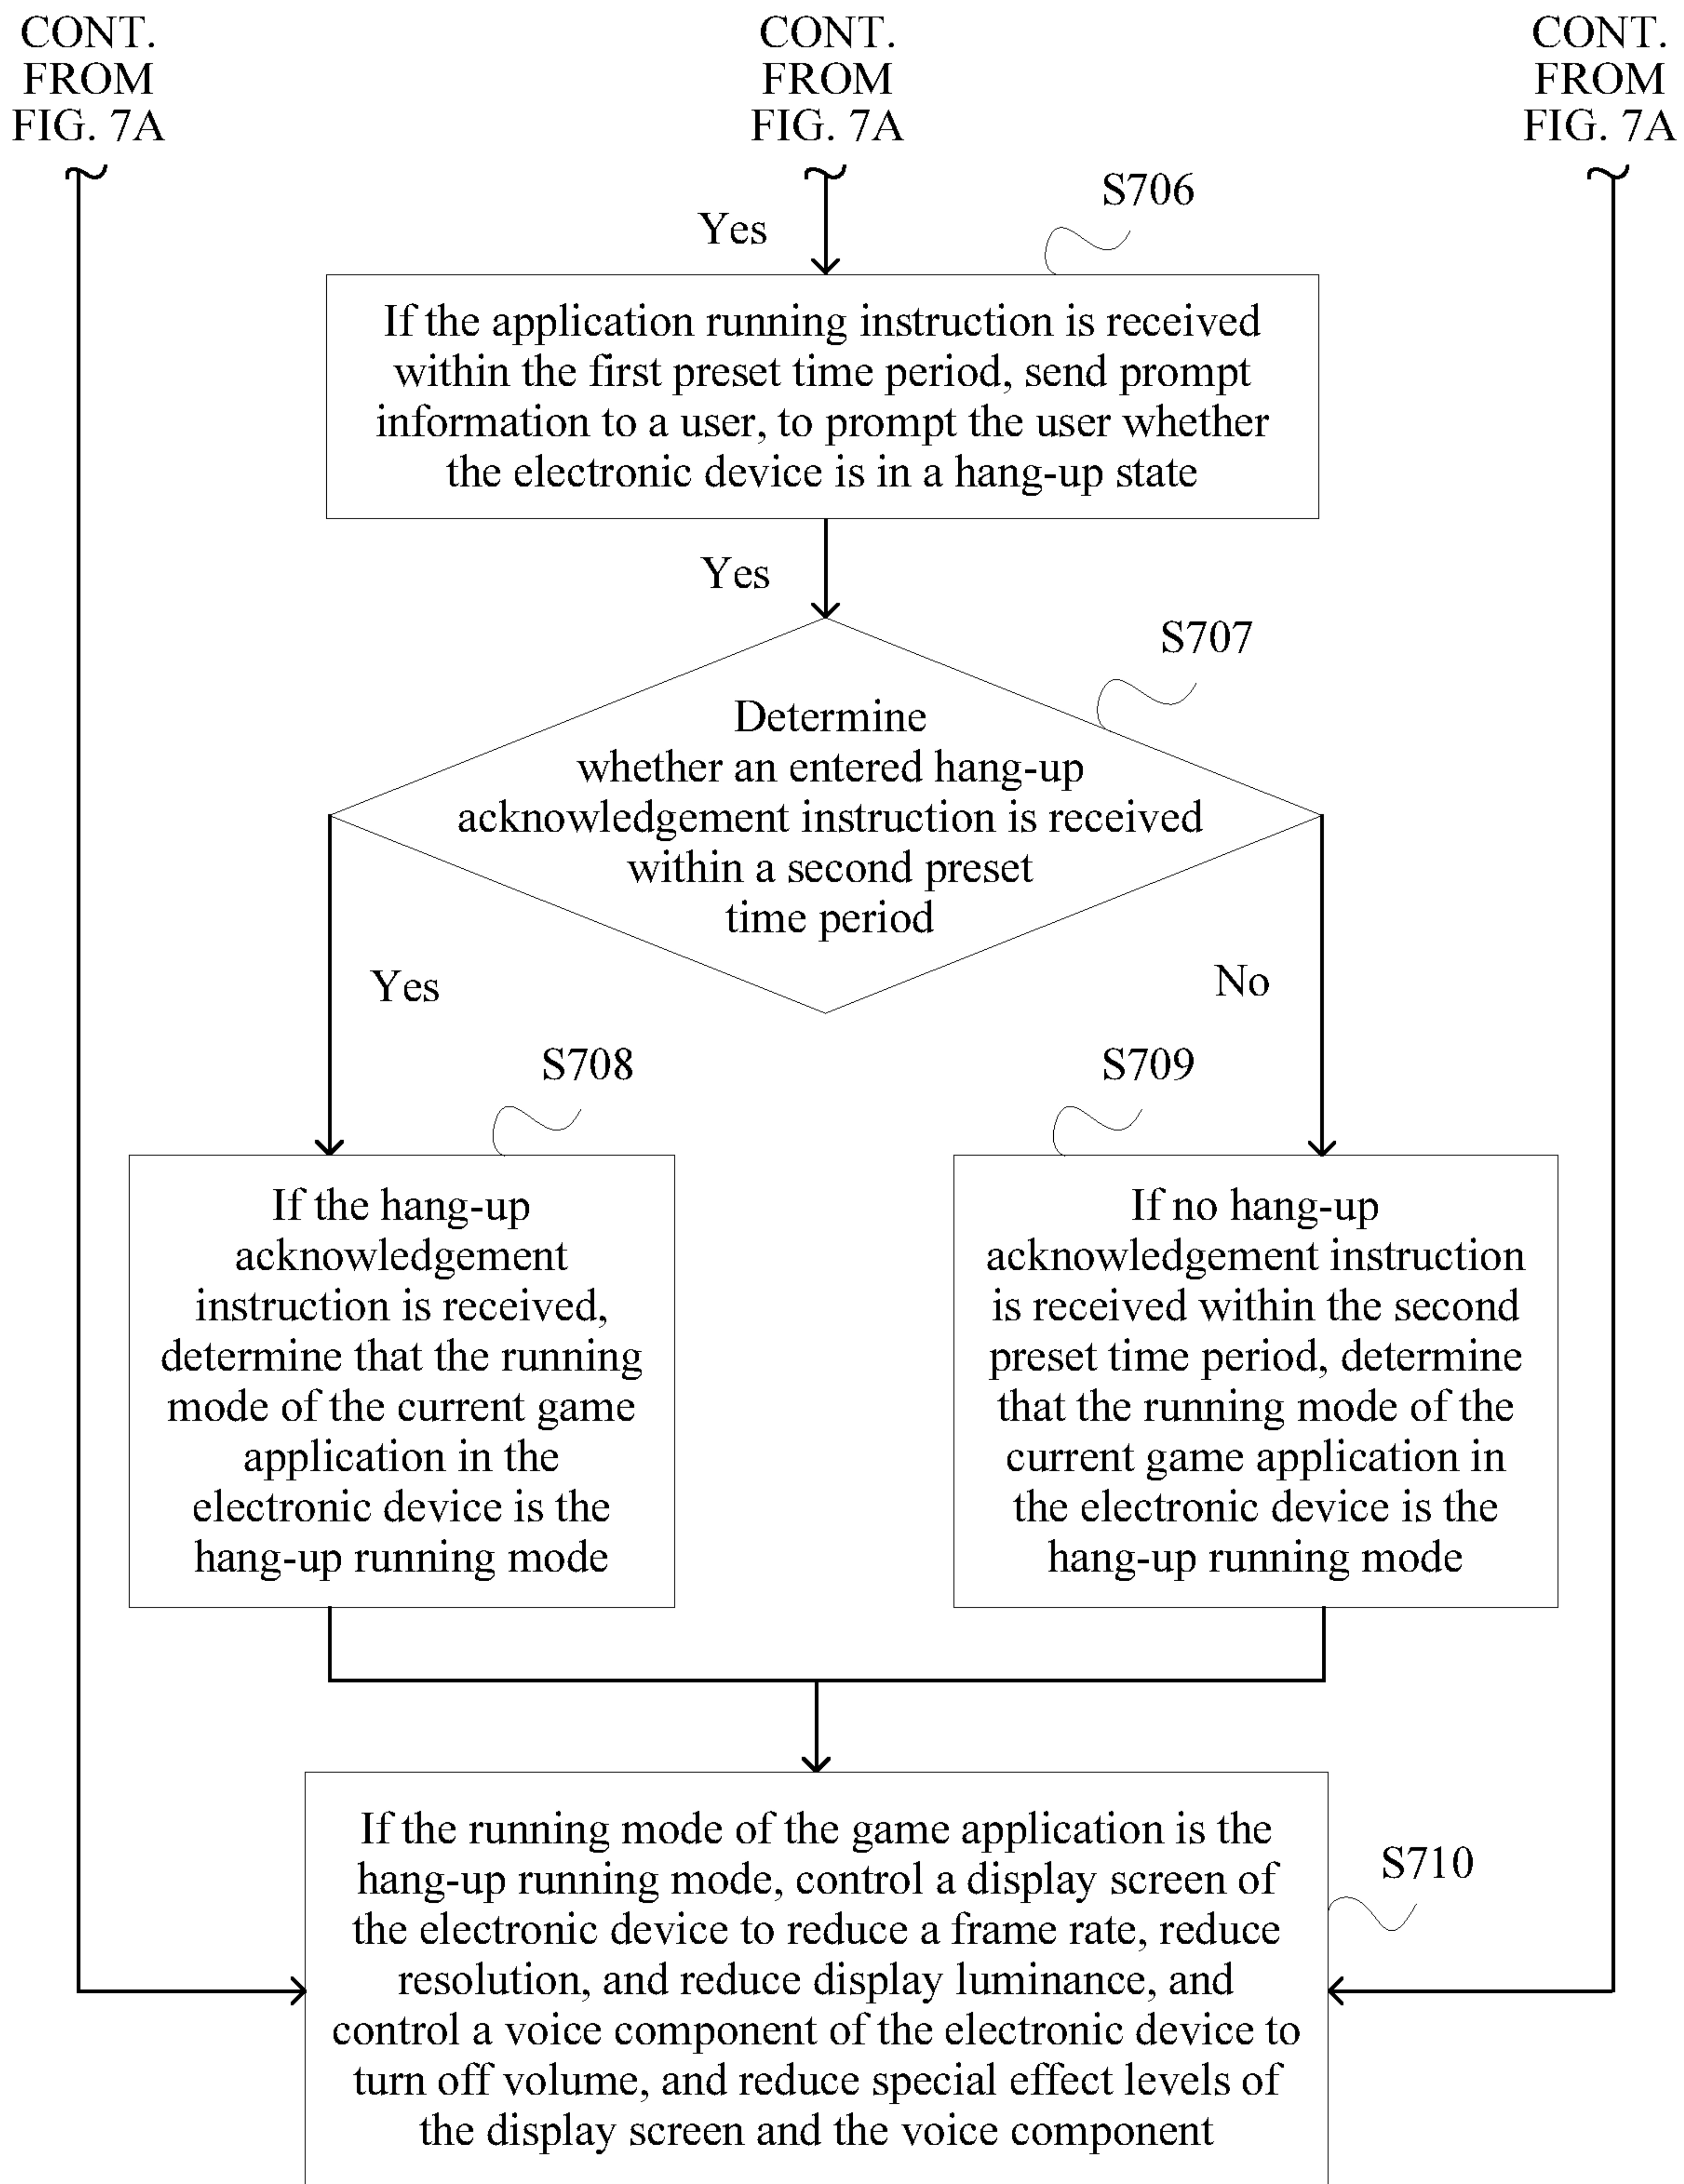 CONT.
FROM
FIG. 7A
CONT.
FROM
FIG. 7A
CONT.
FROM
FIG. 7A
S706
Yes
If the application running instruction is received
within the first preset time period, send prompt
information to a user, to prompt the user whether
the electronic device is in a hang-up state
Yes
S707
Determine
whether an entered hang-up
acknowledgement instruction is received
within a second preset
time period
Yes
No
S708
S709
If the hang-up
acknowledgement
instruction is received,
determine that the running
mode of the current game
application in the
electronic device is the
hang-up running mode
If no hang-up
acknowledgement instruction
is received within the second
preset time period, determine
that the running mode of the
current game application in
the electronic device is the
hang-up running mode
If the running mode of the game application is the
hang-up running mode, control a display screen of
the electronic device to reduce a frame rate, reduce
resolution, and reduce display luminance, and
control a voice component of the electronic device to
turn off volume, and reduce special effect levels of
the display screen and the voice component
S710